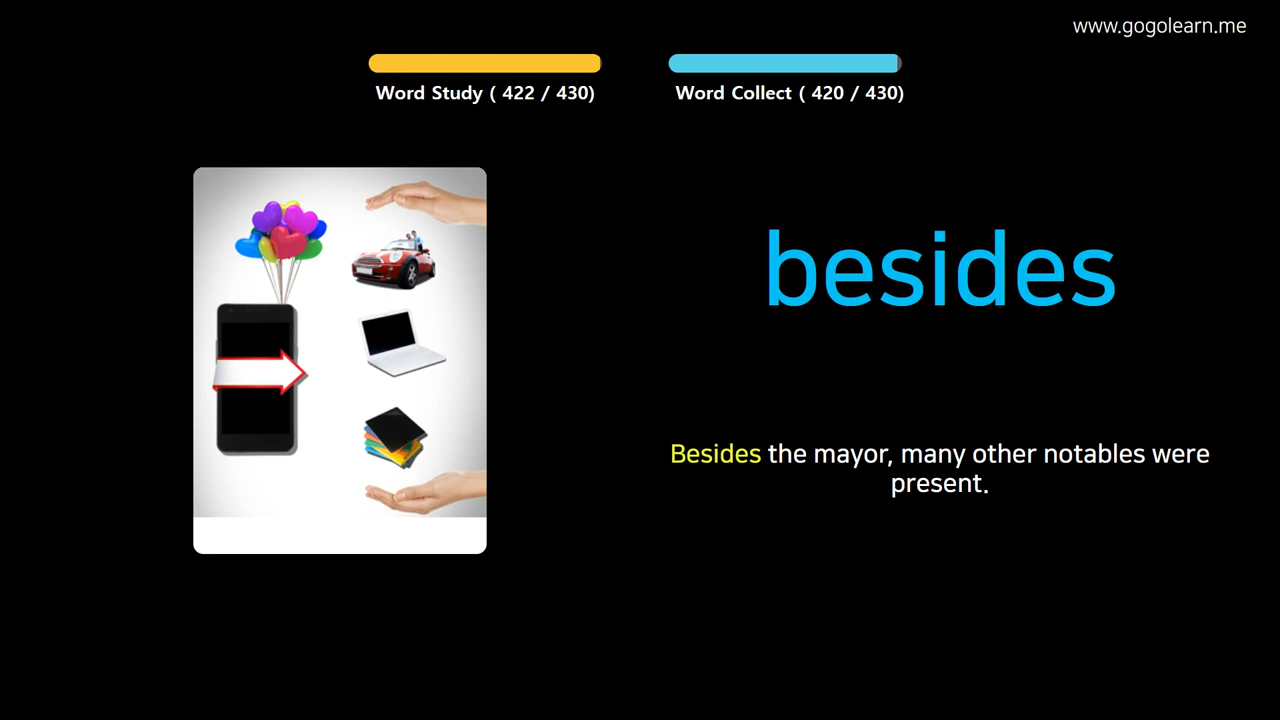 www.gogolearn.me
Word Study ( 422 / 430)
Word Collect ( 420 / 430)
besides
Besides the mayor, many other notables were
present.